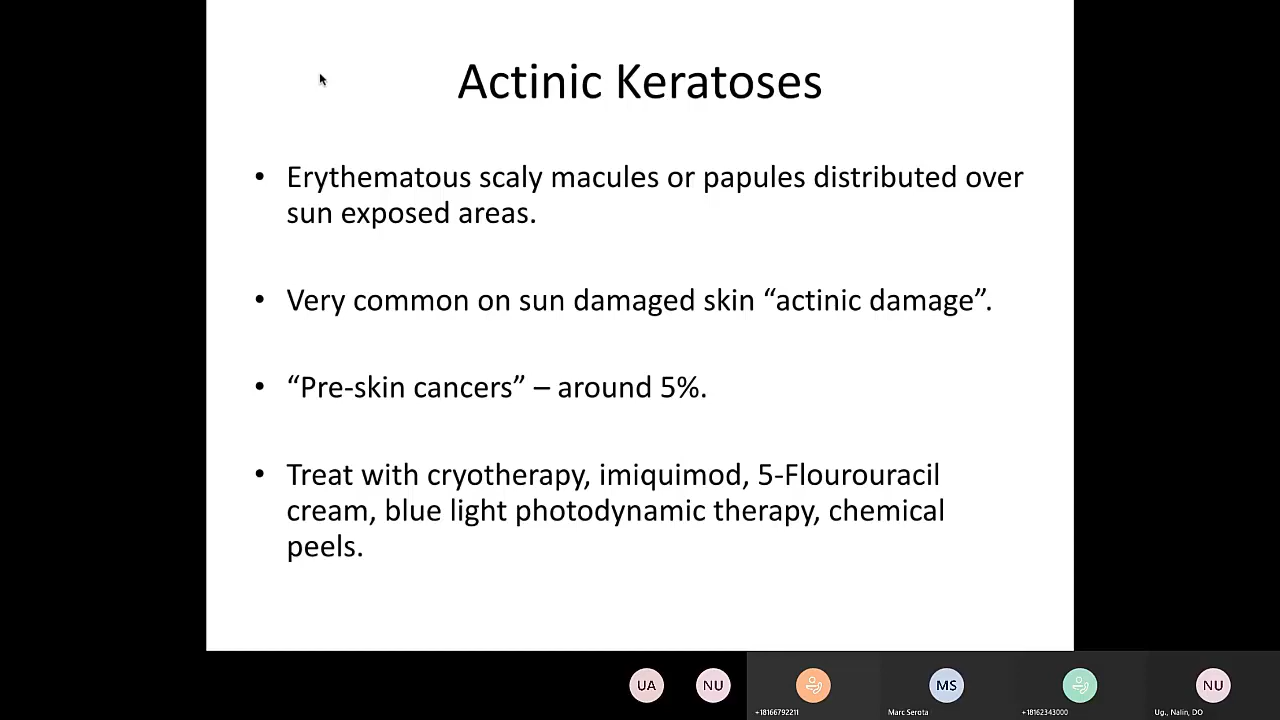 Actinic Keratoses
• Erythematous scaly macules or papules distributed over
sun exposed areas.
• Very common on sun damaged skin “actinic damage”.
• “Pre-skin cancers” – around 5%.
• Treat with cryotherapy, imiquimod, 5-Flourouracil
cream, blue light photodynamic therapy, chemical
peels.
UA
NU
MS
NU
+18166792211
Marc Serota
+18162343000
Ug., Nalin, DO